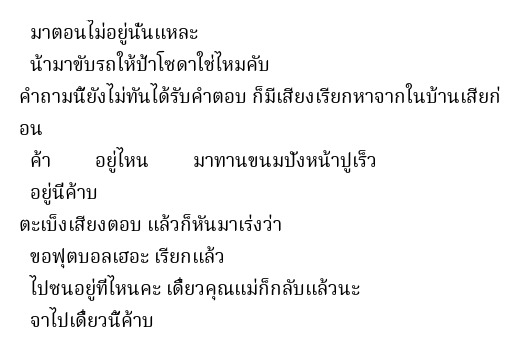 มาตอนไม่อยู่นั่นแหละ
น้ามาขับรถให้ป้าโซดาใช่ไหมคับ
คำถามนี้ยังไม่ทันได้รับคำตอบ ก็มีเสียงเรียกหาจากในบ้านเสียก่
อน
ค้า อยู่ไหน มาทานขนมปังหน้าปูเร็ว
อยู่นี่ค้าบ
ตะเบ็งเสียงตอบ แล้วก็หันมาเร่งว่า
ขอฟุตบอลเฮอะ เรียกแล้ว
ไปซนอยู่ที่ไหนคะ เดี๋ยวคุณแม่ก็กลับแล้วนะ
จาไปเดี๋ยวนี้ค้าบ